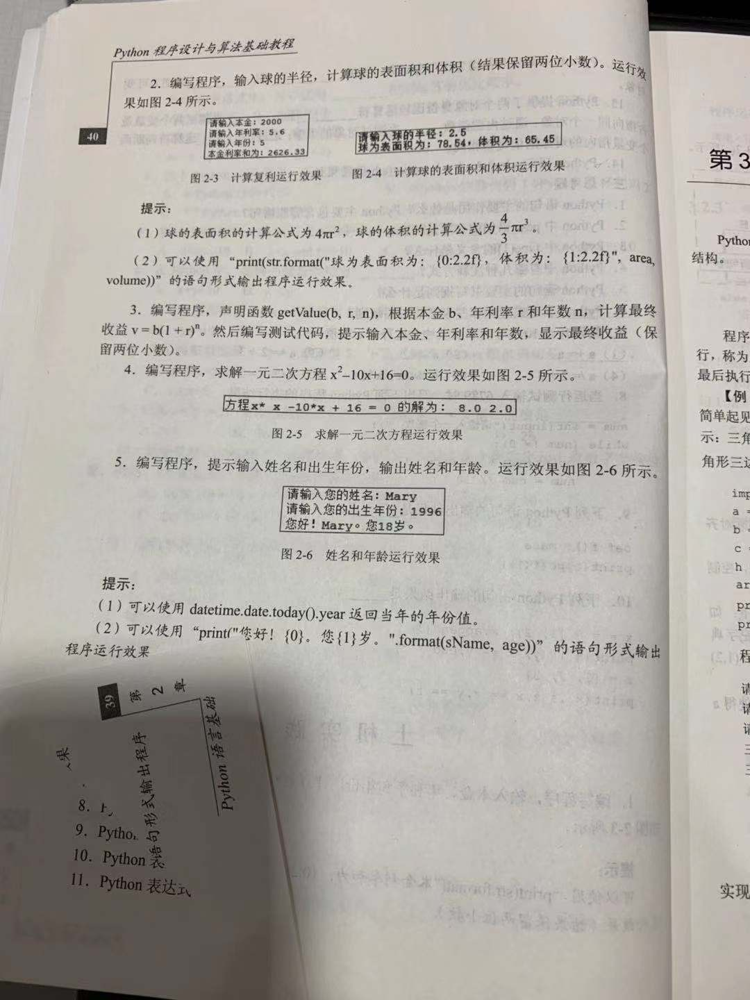 Python 程序设计与算法基础教程
2. 编写程序，输入球的半径，计算球的表面积和体积（结果保留两位小数）。运行效
果如图 2-4 所示。
40
请输入本金：2000
请输入年利率：5.6
请输入年份：5
本金利率和为：2626.33
请输入球的半径：2.5
球为表面积为：78.54，体积为：65.45
图 2-3 计算复利运行效果
图 2-4 计算球的表面积和体积运行效果
提示：
（1）球的表面积的计算公式为 4πr²，球的体积的计算公式为 4/3 πr³。
（2）可以使用“print(str.format("球为表面积为：{0:2.2f}，体积为：{1:2.2f}", area,
volume))”的语句形式输出程序运行效果。
3. 编写程序，声明函数 getValue(b, r, n)，根据本金 b、年利率 r 和年数 n，计算最终
收益 v = b(1 + r)ⁿ。然后编写测试代码，提示输入本金、年利率和年数，显示最终收益（保
留两位小数）。
4. 编写程序，求解一元二次方程 x²–10x+16=0。运行效果如图 2-5 所示。
方程x* x -10*x + 16 = 0 的解为： 8.0 2.0
图 2-5 求解一元二次方程运行效果
5. 编写程序，提示输入姓名和出生年份，输出姓名和年龄。运行效果如图 2-6 所示。
请输入您的姓名：Mary
请输入您的出生年份：1996
您好！Mary。您18岁。
图 2-6 姓名和年龄运行效果
提示：
（1）可以使用 datetime.date.today().year 返回当年的年份值。
（2）可以使用“print("您好！{0}。您{1}岁。".format(sName, age))”的语句形式输出
程序运行效果
39
第 2 章
Python 语言基础
果
语句形式输出程序
8.
9. Pytho
10. Python 表
11. Python 表达式
第 3
Python
结构。
程序
行，称为
最后执行
【例
简单起见
示：三角
角形三边
imp
a =
b =
c =
h
ar
pr
pr
程
请
请
请
三
三
实现